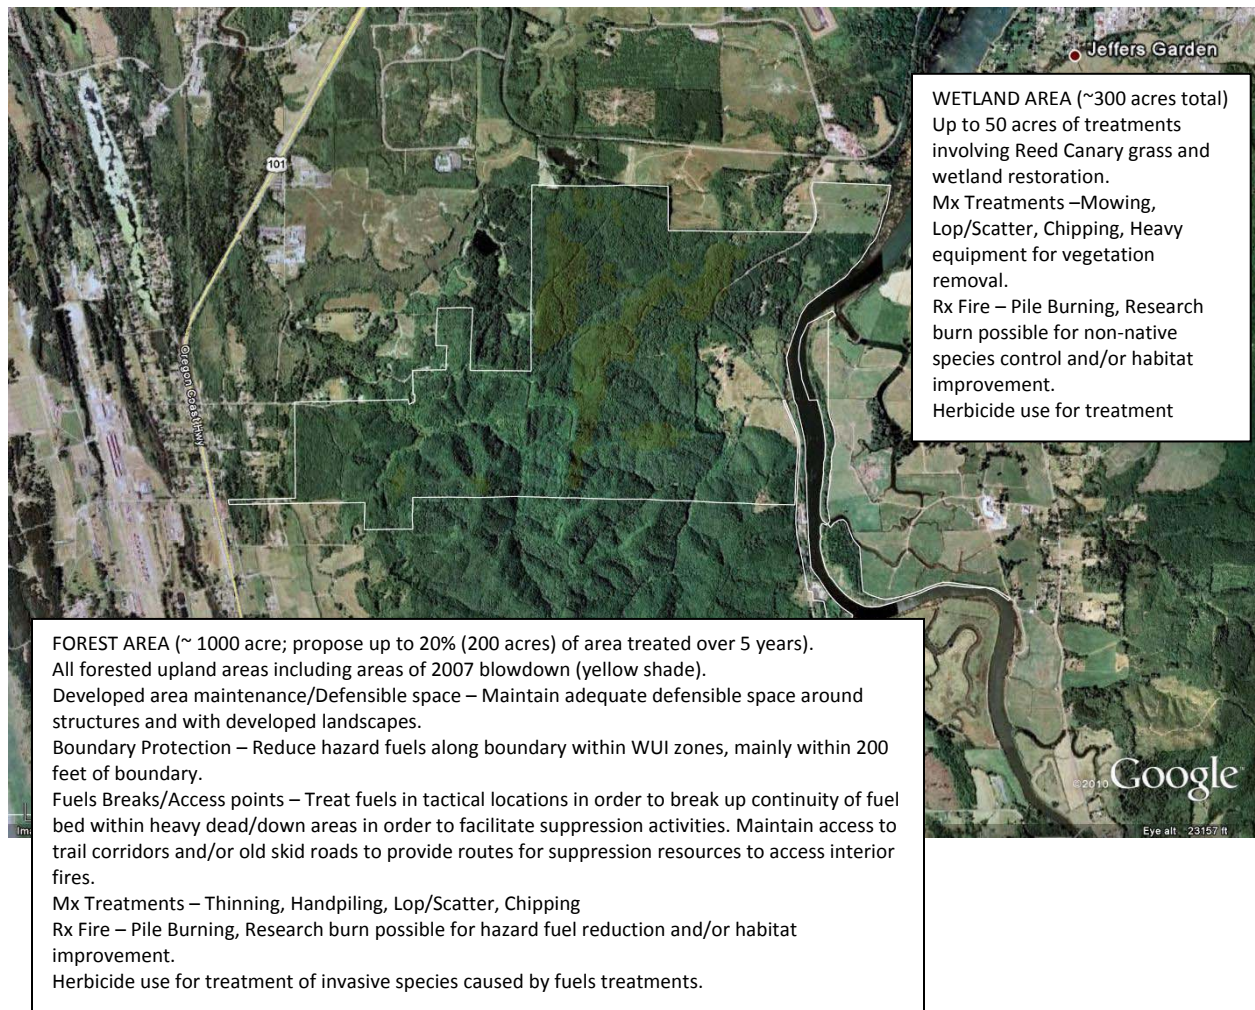 Jeffers Garden
WETLAND AREA (~300 acres total)
Up to 50 acres of treatments
involving Reed Canary grass and
wetland restoration.
Mx Treatments –Mowing,
Lop/Scatter, Chipping, Heavy
equipment for vegetation
removal.
Rx Fire – Pile Burning, Research
burn possible for non-native
species control and/or habitat
improvement.
Herbicide use for treatment
101
Oregon Coast Hwy
FOREST AREA (~ 1000 acre; propose up to 20% (200 acres) of area treated over 5 years).
All forested upland areas including areas of 2007 blowdown (yellow shade).
Developed area maintenance/Defensible space – Maintain adequate defensible space around
structures and with developed landscapes.
Boundary Protection – Reduce hazard fuels along boundary within WUI zones, mainly within 200
feet of boundary.
Fuels Breaks/Access points – Treat fuels in tactical locations in order to break up continuity of fuel
bed within heavy dead/down areas in order to facilitate suppression activities. Maintain access to
trail corridors and/or old skid roads to provide routes for suppression resources to access interior
fires.
Mx Treatments – Thinning, Handpiling, Lop/Scatter, Chipping
Rx Fire – Pile Burning, Research burn possible for hazard fuel reduction and/or habitat
improvement.
Herbicide use for treatment of invasive species caused by fuels treatments.
©2010 Google
Eye alt 23157 ft